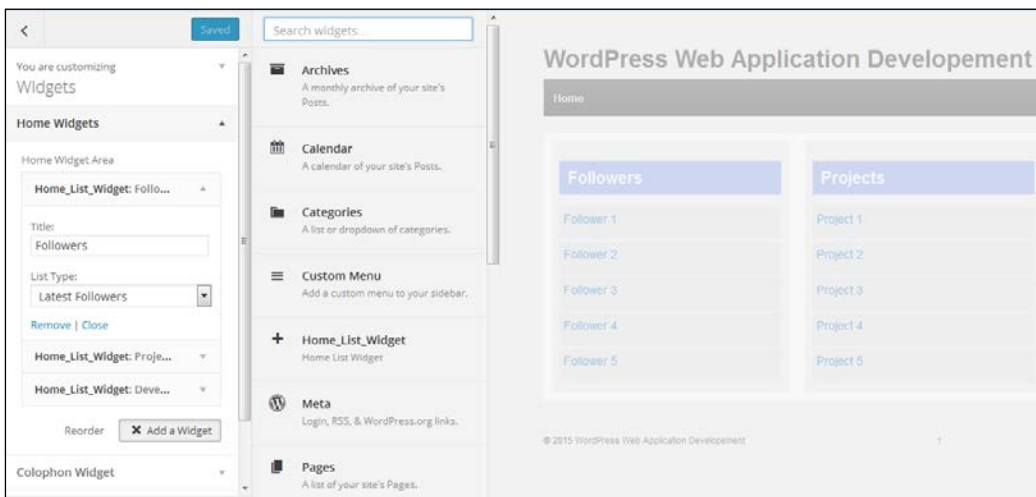 Saved
You are customizing
Widgets
Home Widgets
Home Widget Area
Home_List_Widget: Follo...
Title:
Followers
List Type:
Latest Followers
Remove | Close
Home_List_Widget: Proje...
Home_List_Widget: Deve...
Reorder
Add a Widget
Colophon Widget
Search widgets...
Archives
A monthly archive of your site's
Posts.
Calendar
A calendar of your site's Posts.
Categories
A list or dropdown of categories.
Custom Menu
Add a custom menu to your sidebar.
Home_List_Widget
Home List Widget
Meta
Login, RSS, & WordPress.org links.
Pages
A list of your site's Pages.
WordPress Web Application Developement
Home
Followers
Follower 1
Follower 2
Follower 3
Follower 4
Follower 5
Projects
Project 1
Project 2
Project 3
Project 4
Project 5
© 2015 WordPress Web Application Developement
↑